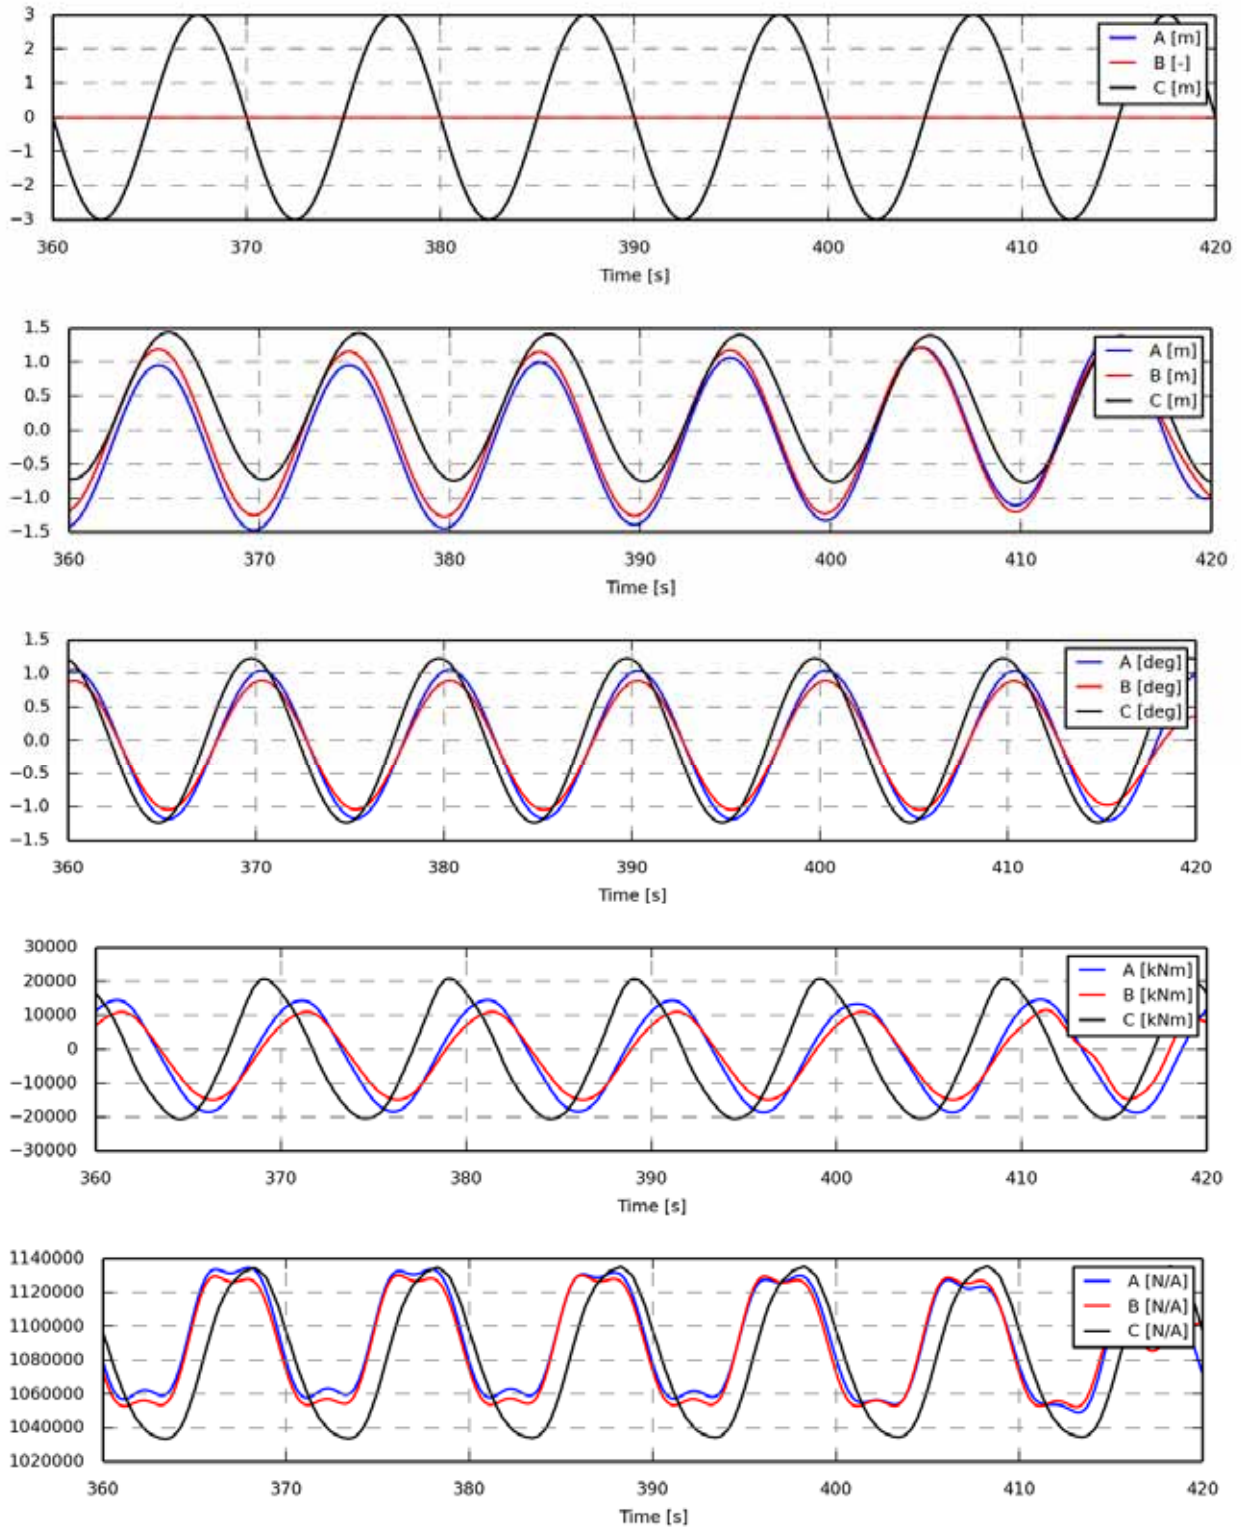 3
2
1
0
−1
−2
−3
A [m]
B [-]
C [m]
360 370 380 390 400 410 420
Time [s]
1.5
1.0
0.5
0.0
−0.5
−1.0
−1.5
A [m]
B [m]
C [m]
360 370 380 390 400 410 420
Time [s]
1.5
1.0
0.5
0.0
−0.5
−1.0
−1.5
A [deg]
B [deg]
C [deg]
360 370 380 390 400 410 420
Time [s]
30000
20000
10000
0
−10000
−20000
−30000
A [kNm]
B [kNm]
C [kNm]
360 370 380 390 400 410 420
Time [s]
1140000
1120000
1100000
1080000
1060000
1040000
1020000
A [N/A]
B [N/A]
C [N/A]
360 370 380 390 400 410 420
Time [s]